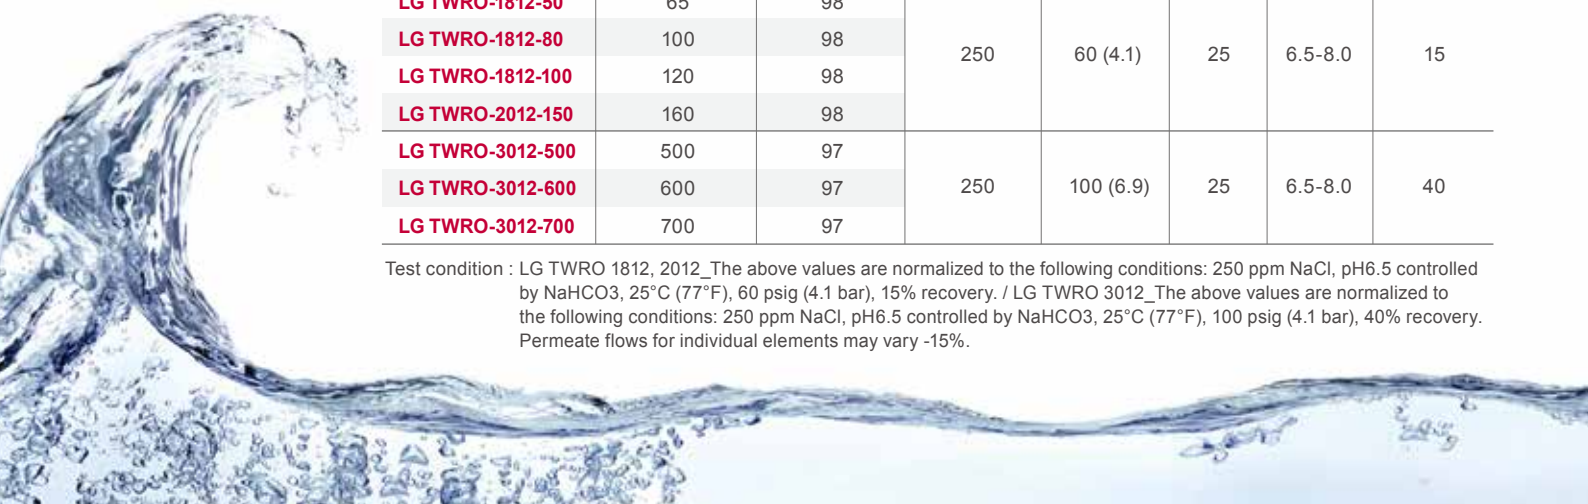 LG TWRO-1812-50 65 98
LG TWRO-1812-80 100 98
250 60 (4.1) 25 6.5-8.0 15
LG TWRO-1812-100 120 98
LG TWRO-2012-150 160 98
LG TWRO-3012-500 500 97
LG TWRO-3012-600 600 97 250 100 (6.9) 25 6.5-8.0 40
LG TWRO-3012-700 700 97
Test condition : LG TWRO 1812, 2012_The above values are normalized to the following conditions: 250 ppm NaCl, pH6.5 controlled
by NaHCO3, 25°C (77°F), 60 psig (4.1 bar), 15% recovery. / LG TWRO 3012_The above values are normalized to
the following conditions: 250 ppm NaCl, pH6.5 controlled by NaHCO3, 25°C (77°F), 100 psig (4.1 bar), 40% recovery.
Permeate flows for individual elements may vary -15%.